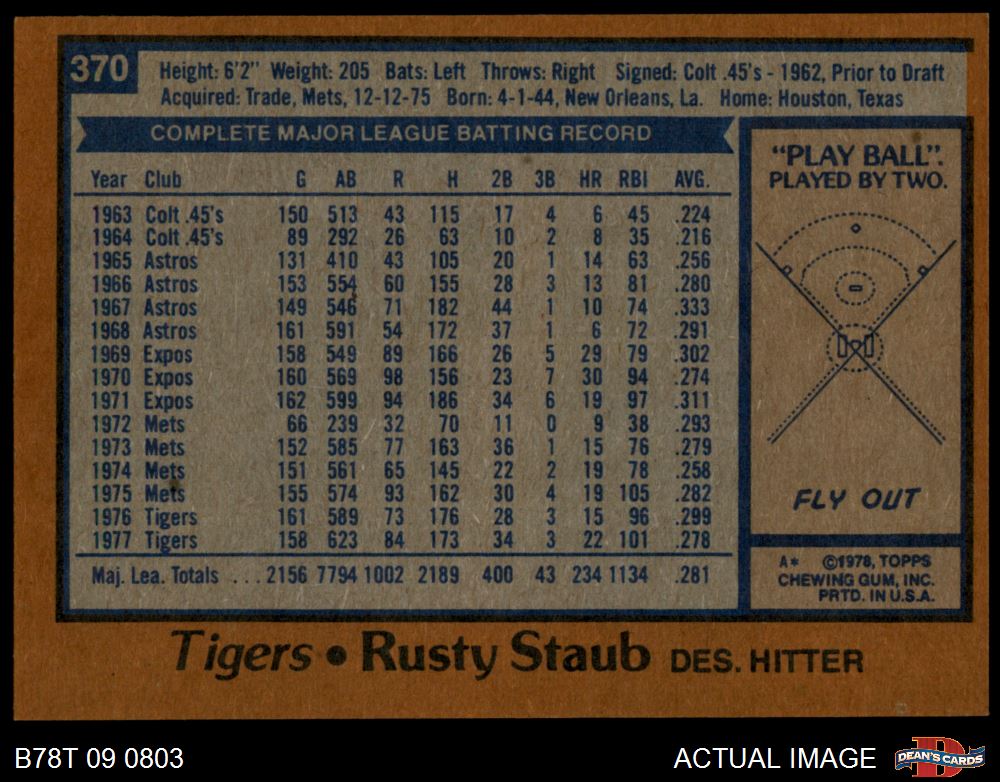 370
Height: 6'2" Weight: 205 Bats: Left Throws: Right Signed: Colt .45's - 1962, Prior to Draft
Acquired: Trade, Mets, 12-12-75 Born: 4-1-44, New Orleans, La. Home: Houston, Texas
COMPLETE MAJOR LEAGUE BATTING RECORD
Year Club G AB R H 2B 3B HR RBI AVG.
1963 Colt .45's 150 513 43 115 17 4 6 45 .224
1964 Colt .45's 89 292 26 63 10 2 8 35 .216
1965 Astros 131 410 43 105 20 1 14 63 .256
1966 Astros 153 554 60 155 28 3 13 81 .280
1967 Astros 149 546 71 182 44 1 10 74 .333
1968 Astros 161 591 54 172 37 1 6 72 .291
1969 Expos 158 549 89 166 26 5 29 79 .302
1970 Expos 160 569 98 156 23 7 30 94 .274
1971 Expos 162 599 94 186 34 6 19 97 .311
1972 Mets 66 239 32 70 11 0 9 38 .293
1973 Mets 152 585 77 163 36 1 15 76 .279
1974 Mets 151 561 65 145 22 2 19 78 .258
1975 Mets 155 574 93 162 30 4 19 105 .282
1976 Tigers 161 589 73 176 28 3 15 96 .299
1977 Tigers 158 623 84 173 34 3 22 101 .278
Maj. Lea. Totals ... 2156 7794 1002 2189 400 43 234 1134 .281
"PLAY BALL".
PLAYED BY TWO.
FLY OUT
A* ©1978, TOPPS
CHEWING GUM, INC.
PRTD. IN U.S.A.
Tigers • Rusty Staub DES. HITTER
B78T 09 0803
ACTUAL IMAGE
D
DEAN'S CARDS